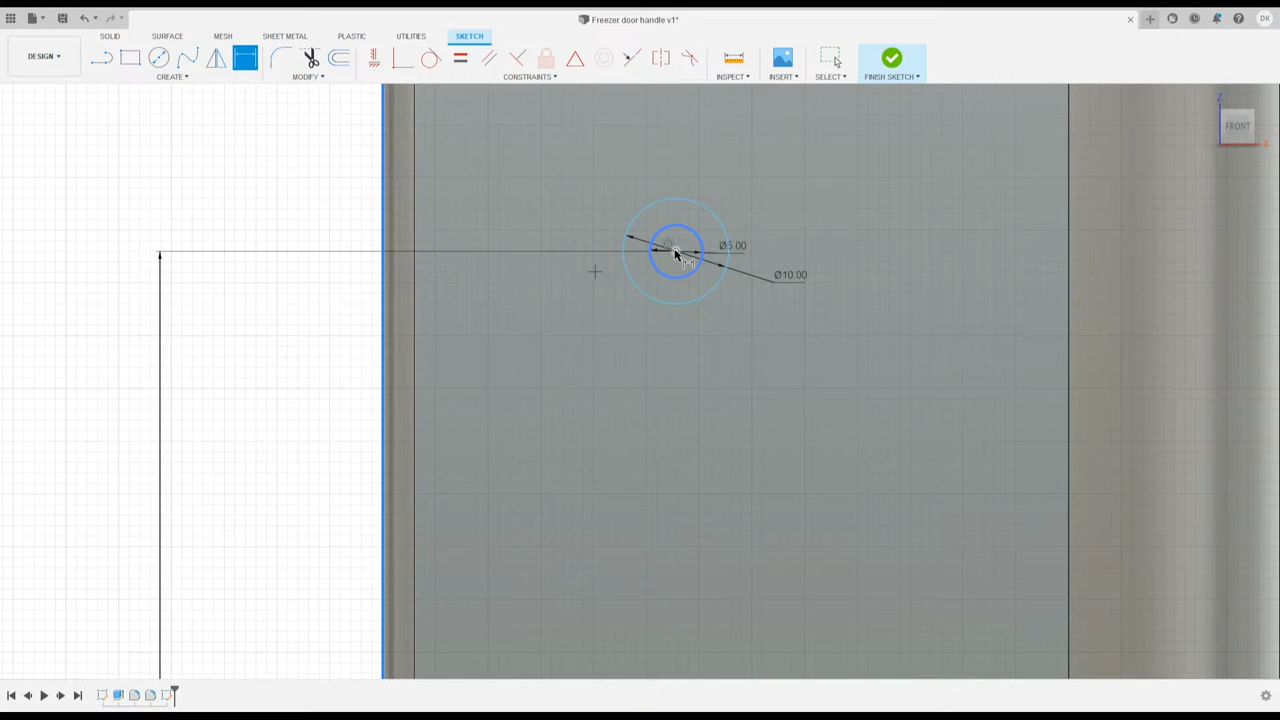 Freezer door handle v1*
DK
SOLID
SURFACE
MESH
SHEET METAL
PLASTIC
UTILITIES
SKETCH
DESIGN
CREATE
MODIFY
CONSTRAINTS
INSPECT
INSERT
SELECT
FINISH SKETCH
Z
FRONT
X
Ø5.00
Ø10.00